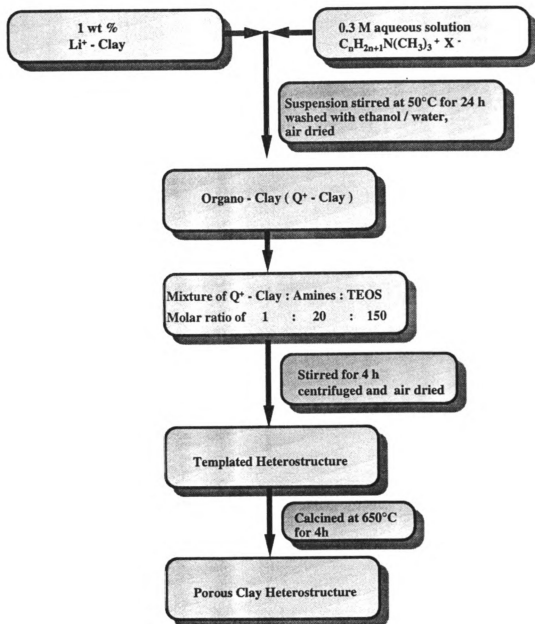 1 wt %
Li⁺ - Clay
0.3 M aqueous solution
CₙH₂ₙ₊₁N(CH₃)₃⁺ X⁻
Suspension stirred at 50°C for 24 h
washed with ethanol / water,
air dried
Organo - Clay ( Q⁺ - Clay )
Mixture of Q⁺ - Clay : Amines : TEOS
Molar ratio of 1 : 20 : 150
Stirred for 4 h
centrifuged and air dried
Templated Heterostructure
Calcined at 650°C
for 4h
Porous Clay Heterostructure